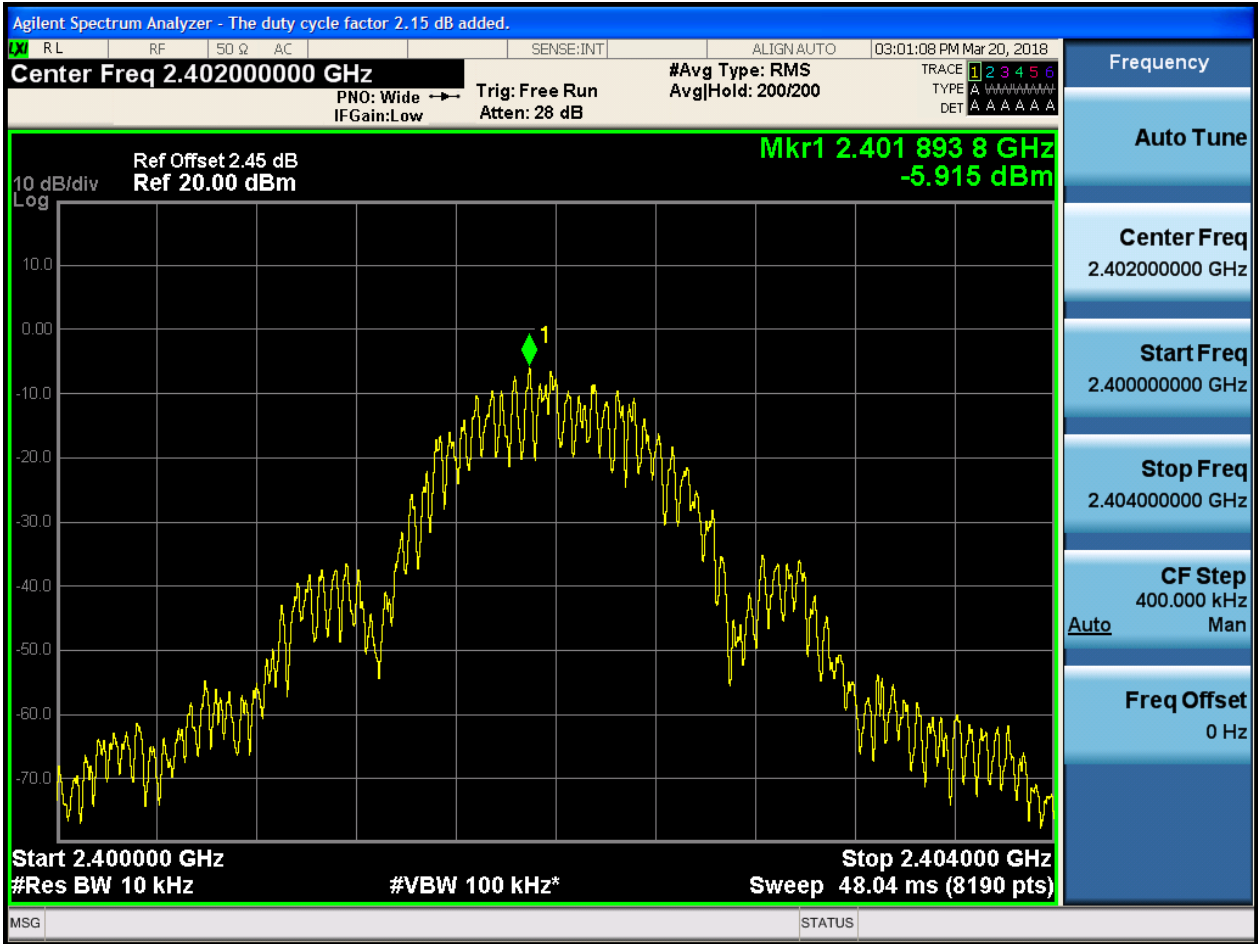 Agilent Spectrum Analyzer - The duty cycle factor 2.15 dB added.
LXI RL RF 50 Ω AC SENSE:INT ALIGN AUTO 03:01:08 PM Mar 20, 2018
Center Freq 2.402000000 GHz
PNO: Wide
IFGain:Low
Trig: Free Run
Atten: 28 dB
#Avg Type: RMS
Avg|Hold: 200/200
TRACE 1 2 3 4 5 6
TYPE A WWWWW
DET A A A A A A
Mkr1 2.401 893 8 GHz
-5.915 dBm
Ref Offset 2.45 dB
10 dB/div Ref 20.00 dBm
Log
10.0
0.00
1
-10.0
-20.0
-30.0
-40.0
-50.0
-60.0
-70.0
Start 2.400000 GHz Stop 2.404000 GHz
#Res BW 10 kHz #VBW 100 kHz* Sweep 48.04 ms (8190 pts)
MSG STATUS
Frequency
Auto Tune
Center Freq
2.402000000 GHz
Start Freq
2.400000000 GHz
Stop Freq
2.404000000 GHz
CF Step
400.000 kHz
Auto Man
Freq Offset
0 Hz